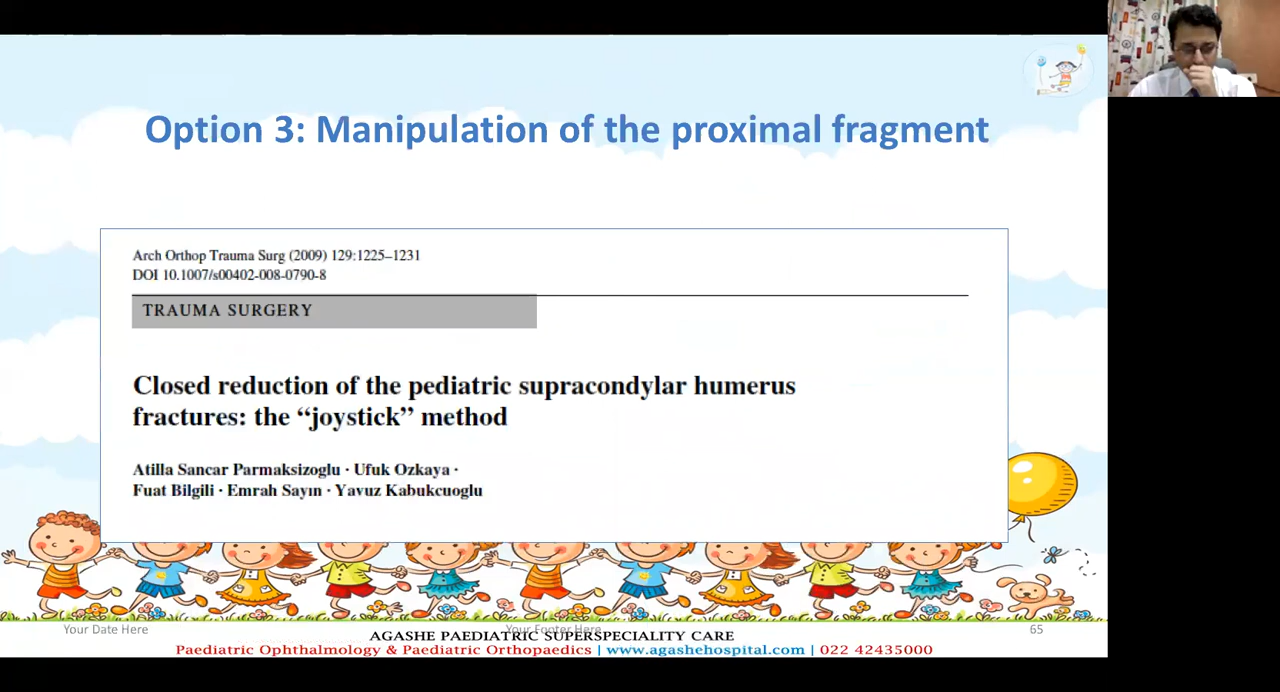 Option 3: Manipulation of the proximal fragment
Arch Orthop Trauma Surg (2009) 129:1225–1231
DOI 10.1007/s00402-008-0790-8
TRAUMA SURGERY
Closed reduction of the pediatric supracondylar humerus
fractures: the “joystick” method
Atilla Sancar Parmaksizoglu · Ufuk Ozkaya ·
Fuat Bilgili · Emrah Sayın · Yavuz Kabukcuoglu
Your Date Here
Your Footer Here
65
AGASHE PAEDIATRIC SUPERSPECIALITY CARE
Paediatric Ophthalmology & Paediatric Orthopaedics | www.agashehospital.com | 022 42435000